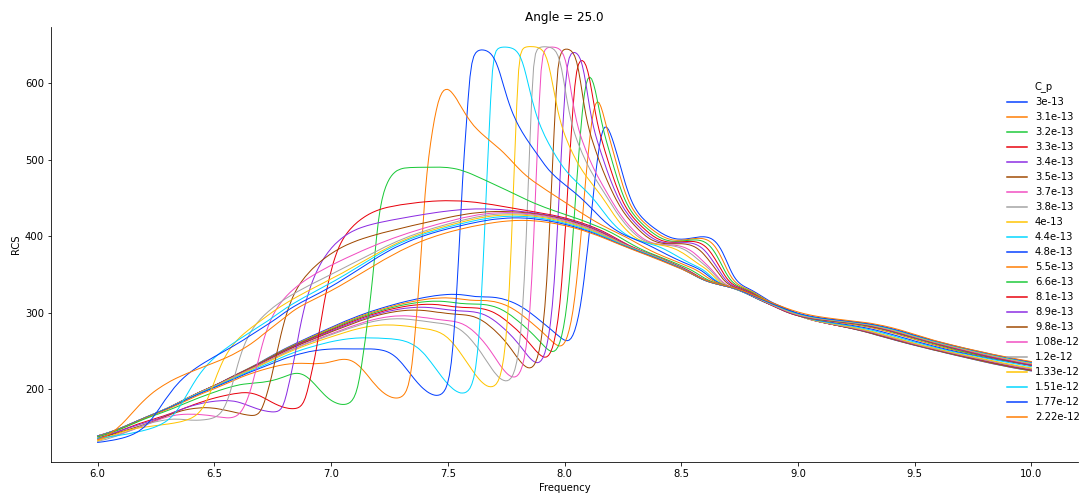 Angle = 25.0
RCS
600
500
400
300
200
6.0 6.5 7.0 7.5 8.0 8.5 9.0 9.5 10.0
Frequency
C_p
3e-13
3.1e-13
3.2e-13
3.3e-13
3.4e-13
3.5e-13
3.7e-13
3.8e-13
4e-13
4.4e-13
4.8e-13
5.5e-13
6.6e-13
8.1e-13
8.9e-13
9.8e-13
1.08e-12
1.2e-12
1.33e-12
1.51e-12
1.77e-12
2.22e-12